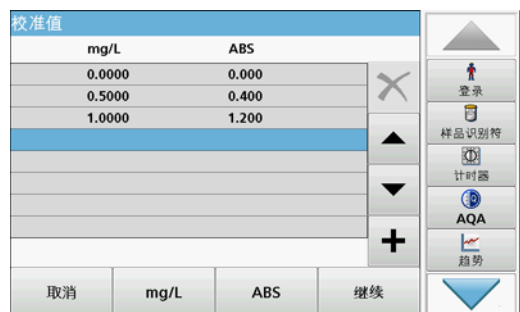 校准值
mg/L ABS
0.0000 0.000
0.5000 0.400
1.0000 1.200
取消 mg/L ABS 继续
登录
样品识别符
计时器
AQA
趋势